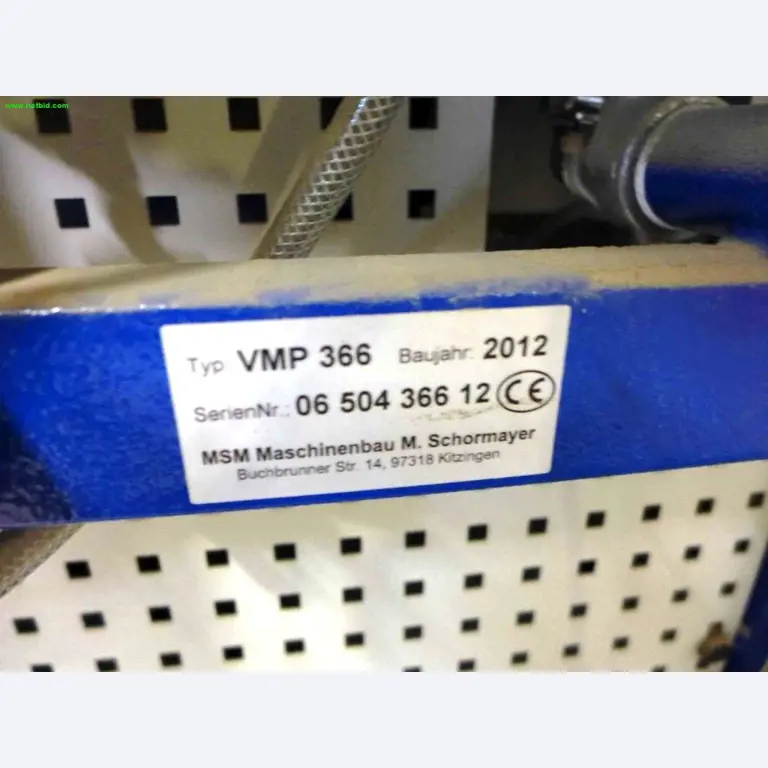 www.netbid.com
Typ VMP 366 Baujahr: 2012
SerienNr.: 06 504 366 12 CE
MSM Maschinenbau M. Schormayer
Buchbrunner Str. 14, 97318 Kitzingen